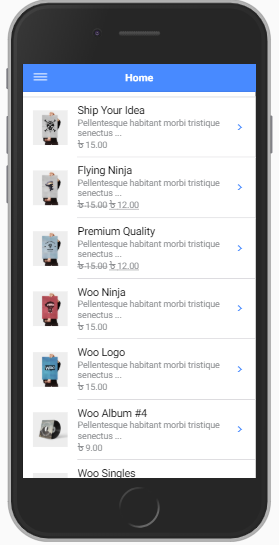 Home
Ship Your Idea
Pellentesque habitant morbi tristique
senectus ...
৳ 15.00
Flying Ninja
Pellentesque habitant morbi tristique
senectus ...
৳ 15.00 ৳ 12.00
Premium Quality
Pellentesque habitant morbi tristique
senectus ...
৳ 15.00 ৳ 12.00
Woo Ninja
Pellentesque habitant morbi tristique
senectus ...
৳ 15.00
Woo Logo
Pellentesque habitant morbi tristique
senectus ...
৳ 15.00
Woo Album #4
Pellentesque habitant morbi tristique
senectus ...
৳ 9.00
Woo Singles